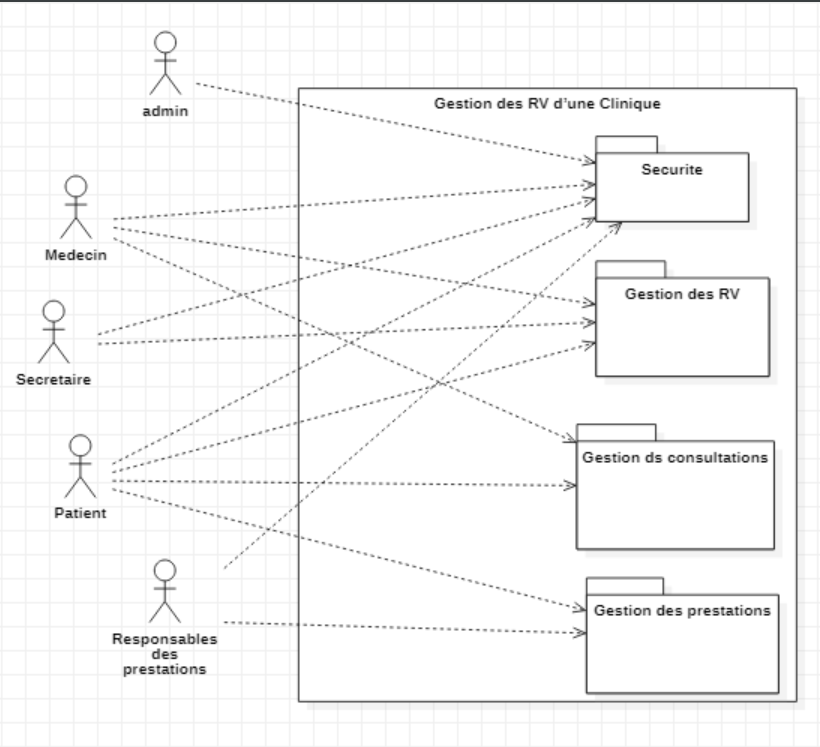 admin
Gestion des RV d'une Clinique
Securite
Medecin
Gestion des RV
Secretaire
Gestion ds consultations
Patient
Gestion des prestations
Responsables
des
prestations